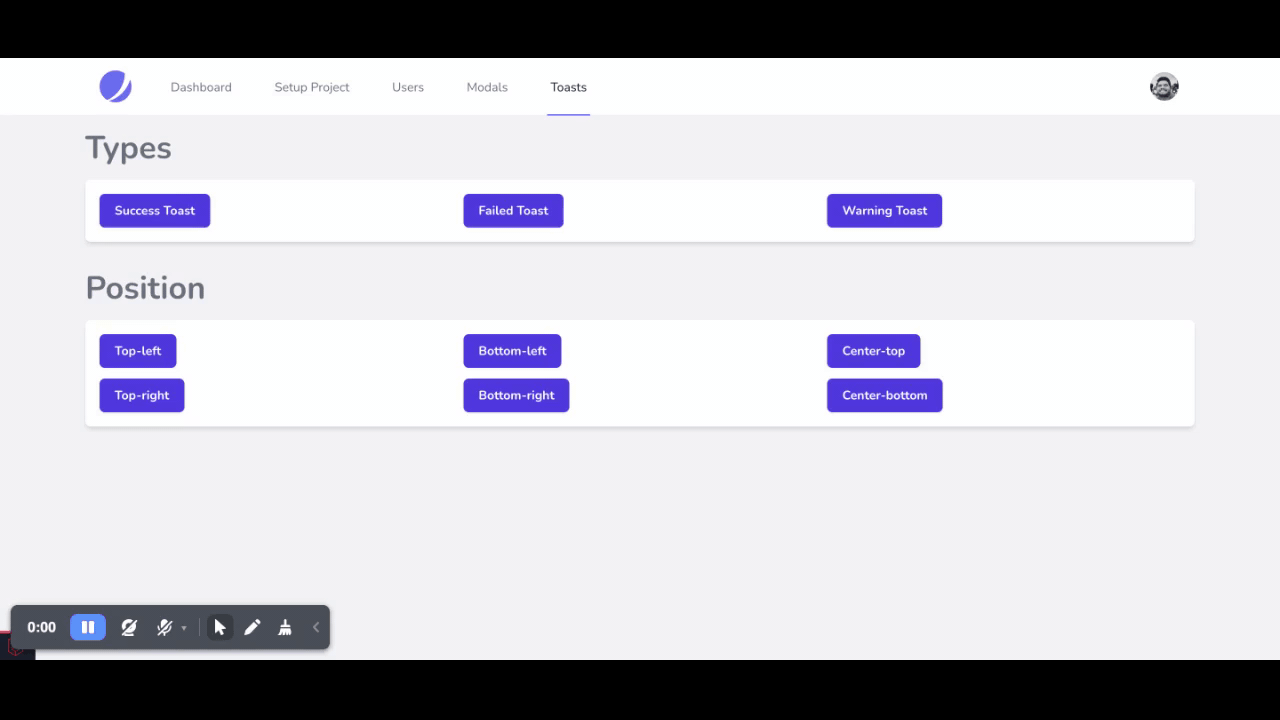 Dashboard Setup Project Users Modals Toasts
Types
Success Toast Failed Toast Warning Toast
Position
Top-left Bottom-left Center-top
Top-right Bottom-right Center-bottom
0:00